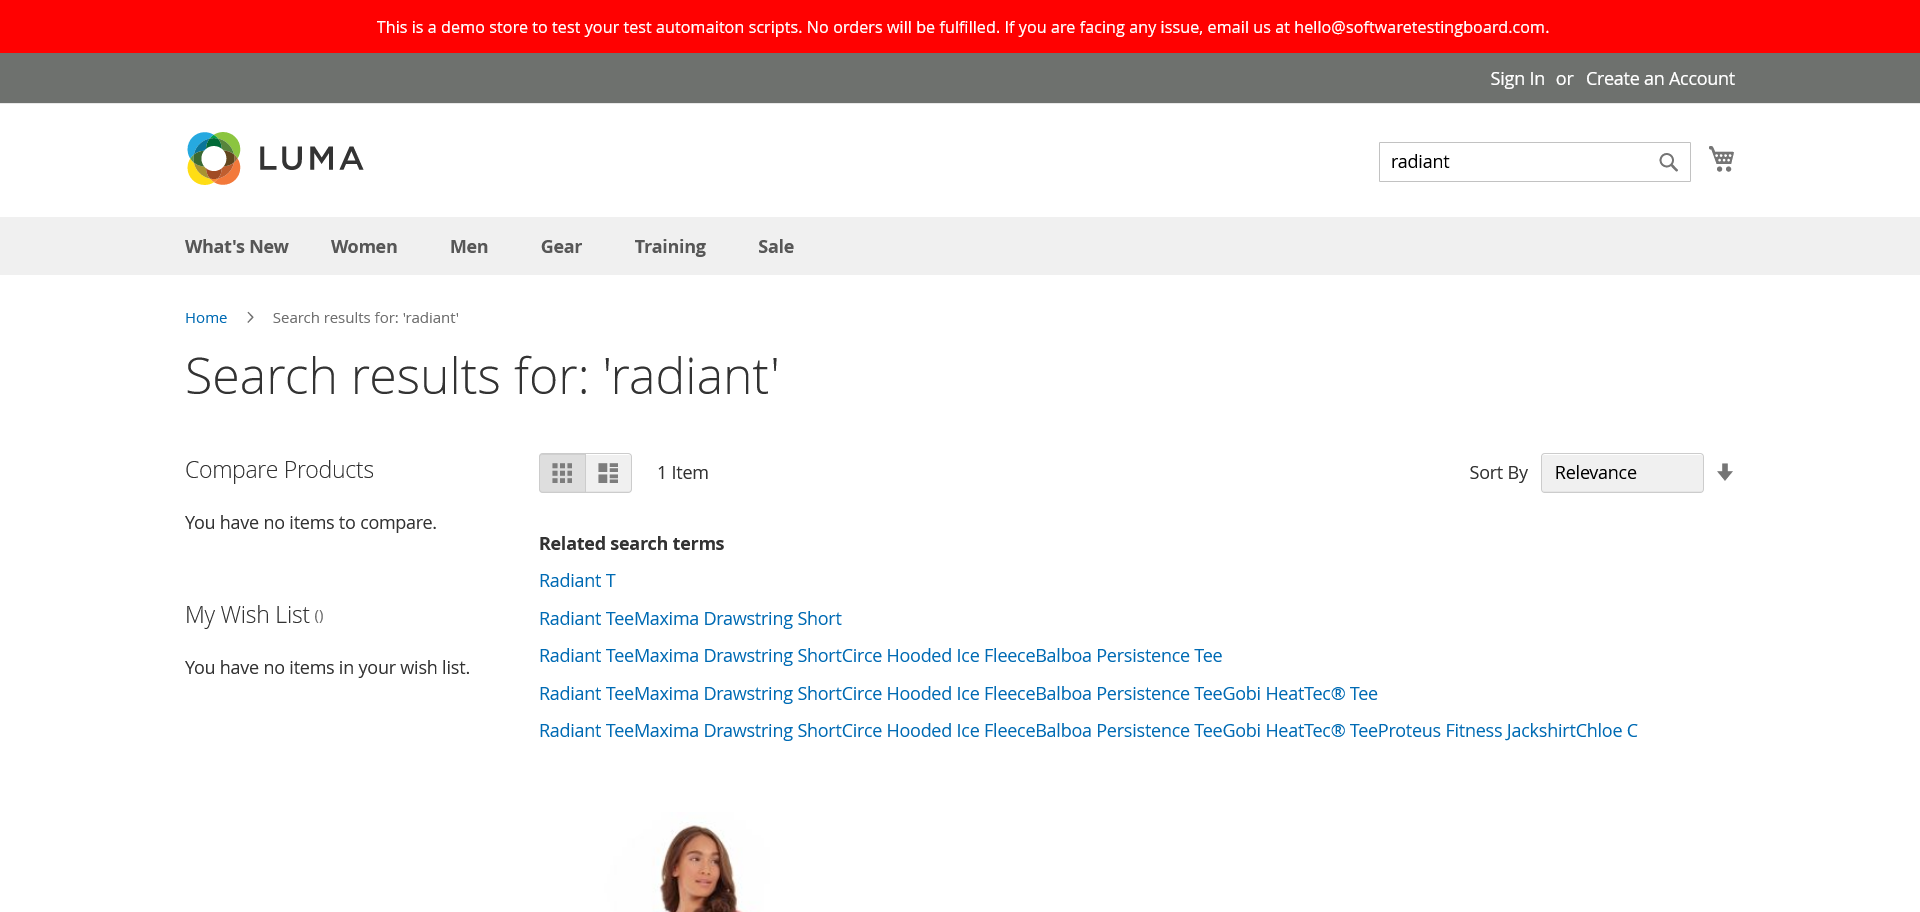 This is a demo store to test your test automaiton scripts. No orders will be fulfilled. If you are facing any issue, email us at hello@softwaretestingboard.com.
Sign In or Create an Account
LUMA
radiant
What's New Women Men Gear Training Sale
Home > Search results for: 'radiant'
Search results for: 'radiant'
Compare Products
You have no items to compare.
My Wish List ()
You have no items in your wish list.
1 Item
Sort By Relevance
Related search terms
Radiant T
Radiant TeeMaxima Drawstring Short
Radiant TeeMaxima Drawstring ShortCirce Hooded Ice FleeceBalboa Persistence Tee
Radiant TeeMaxima Drawstring ShortCirce Hooded Ice FleeceBalboa Persistence TeeGobi HeatTec® Tee
Radiant TeeMaxima Drawstring ShortCirce Hooded Ice FleeceBalboa Persistence TeeGobi HeatTec® TeeProteus Fitness JackshirtChloe C